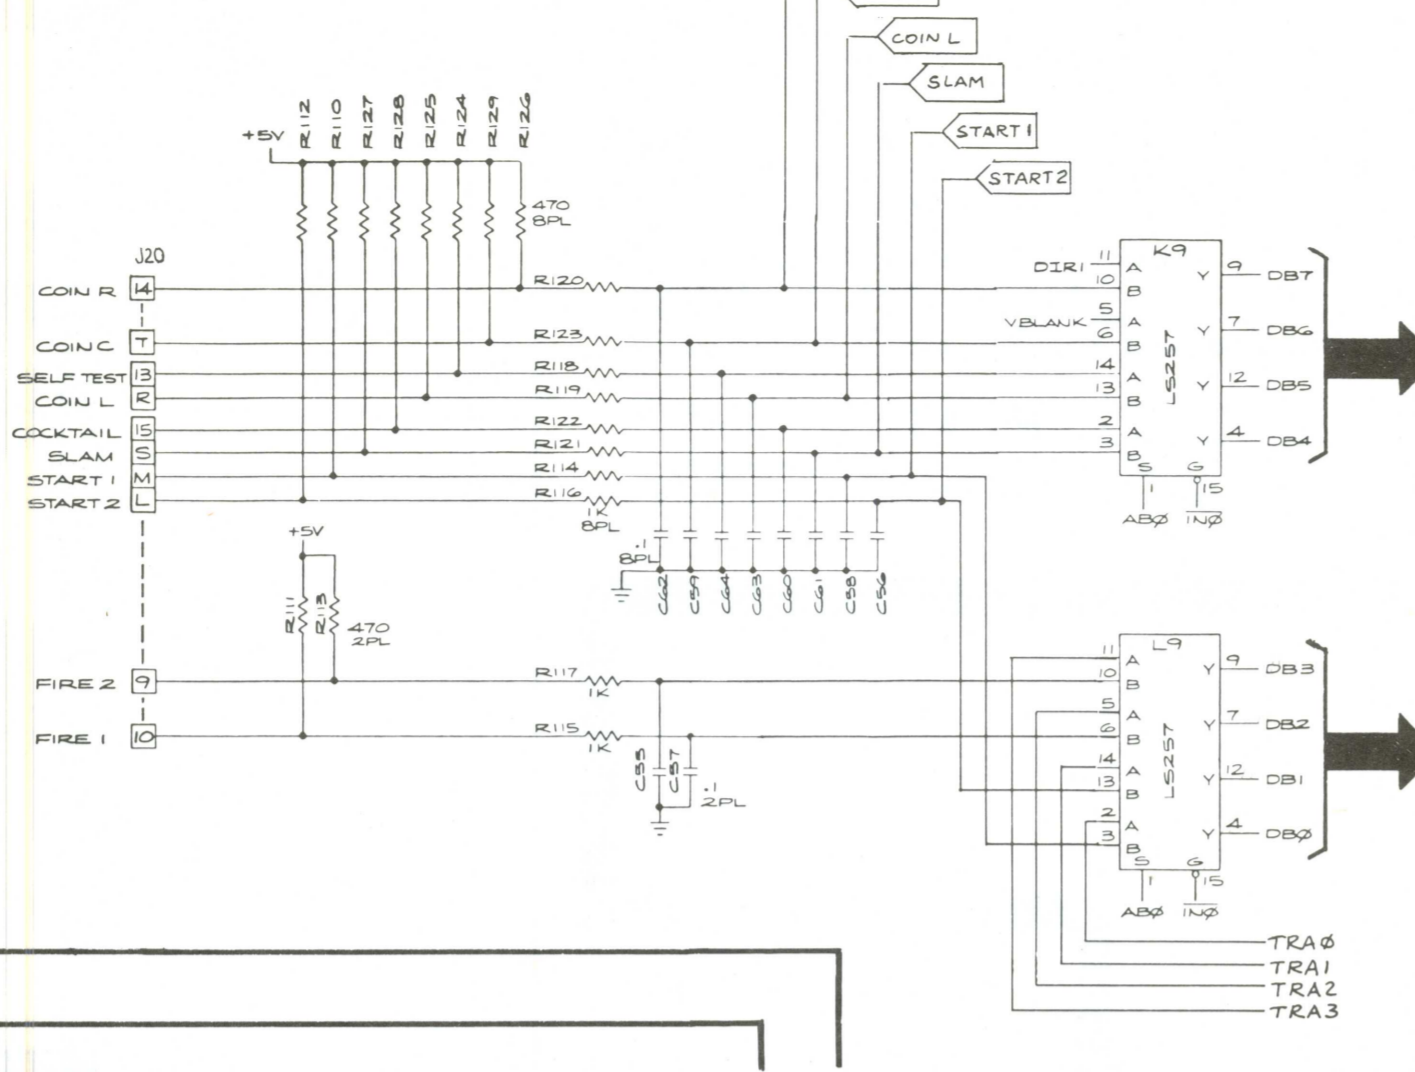 COIN L
SLAM
START 1
START 2
+5V
R112
R110
R127
R128
R125
R124
R129
R126
470
8PL
J20
COIN R 14
COIN C T
SELF TEST 13
COIN L R
COCKTAIL 15
SLAM S
START 1 M
START 2 L
R120
R123
R118
R119
R122
R121
R114
R116
1K
8PL
.1
8PL
C62
C59
C64
C63
C60
C61
C58
C56
K9
LS257
DIR1 11 A
10 B
VBLANK 5 A
6 B
14 A
13 B
2 A
3 B
Y 9 DB7
Y 7 DB6
Y 12 DB5
Y 4 DB4
S G
1 15
ABØ INØ
+5V
R111
R113
470
2PL
FIRE 2 9
FIRE 1 10
R117
1K
R115
1K
C55
C57
.1
2PL
L9
LS257
11 A
10 B
5 A
6 B
14 A
13 B
2 A
3 B
Y 9 DB3
Y 7 DB2
Y 12 DB1
Y 4 DBØ
S G
1 15
ABØ INØ
TRAØ
TRA1
TRA2
TRA3